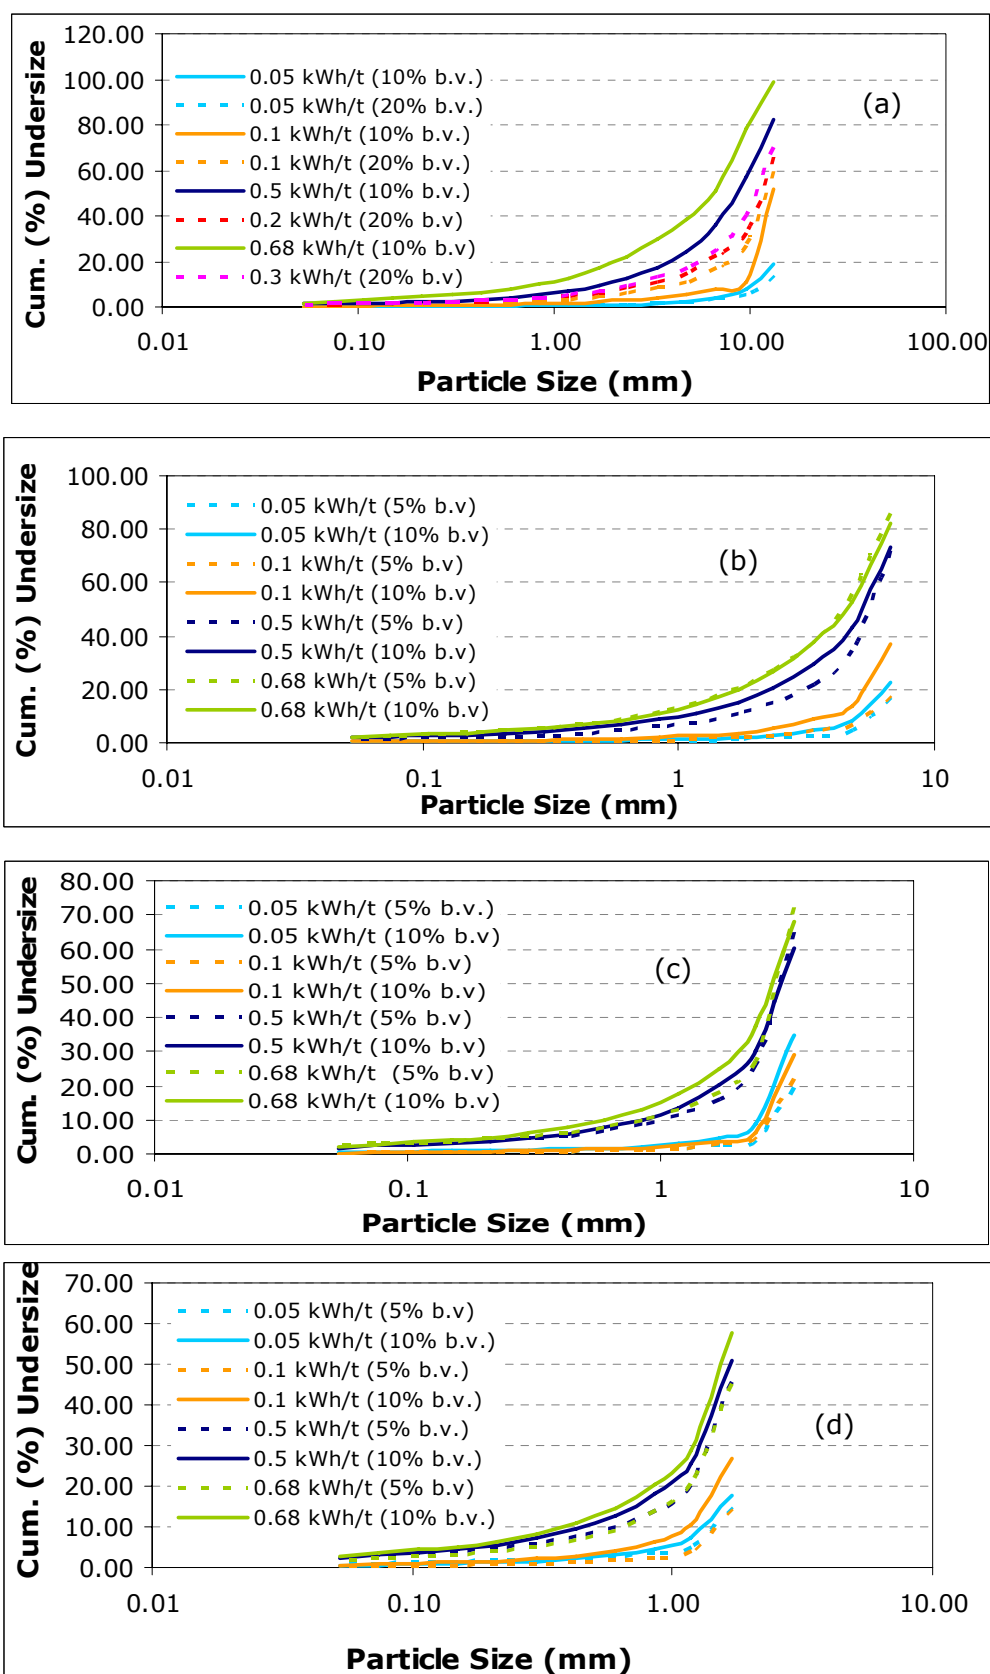 120.00
100.00
80.00
60.00
40.00
20.00
0.00
Cum. (%) Undersize
0.05 kWh/t (10% b.v.)
0.05 kWh/t (20% b.v.)
0.1 kWh/t (10% b.v.)
0.1 kWh/t (20% b.v.)
0.5 kWh/t (10% b.v.)
0.2 kWh/t (20% b.v)
0.68 kWh/t (10% b.v)
0.3 kWh/t (20% b.v)
(a)
0.01 0.10 1.00 10.00 100.00
Particle Size (mm)
100.00
80.00
60.00
40.00
20.00
0.00
Cum. (%) Undersize
0.05 kWh/t (5% b.v)
0.05 kWh/t (10% b.v)
0.1 kWh/t (5% b.v)
0.1 kWh/t (10% b.v)
0.5 kWh/t (5% b.v)
0.5 kWh/t (10% b.v)
0.68 kWh/t (5% b.v)
0.68 kWh/t (10% b.v)
(b)
0.01 0.1 1 10
Particle Size (mm)
80.00
70.00
60.00
50.00
40.00
30.00
20.00
10.00
0.00
Cum. (%) Undersize
0.05 kWh/t (5% b.v.)
0.05 kWh/t (10% b.v)
0.1 kWh/t (5% b.v)
0.1 kWh/t (10% b.v)
0.5 kWh/t (5% b.v)
0.5 kWh/t (10% b.v)
0.68 kWh/t (5% b.v)
0.68 kWh/t (10% b.v)
(c)
0.01 0.1 1 10
Particle Size (mm)
70.00
60.00
50.00
40.00
30.00
20.00
10.00
0.00
Cum. (%) Undersize
0.05 kWh/t (5% b.v)
0.05 kWh/t (10% b.v.)
0.1 kWh/t (5% b.v.)
0.1 kWh/t (10% b.v.)
0.5 kWh/t (5% b.v.)
0.5 kWh/t (10% b.v.)
0.68 kWh/t (5% b.v)
0.68 kWh/t (10% b.v.)
(d)
0.01 0.10 1.00 10.00
Particle Size (mm)